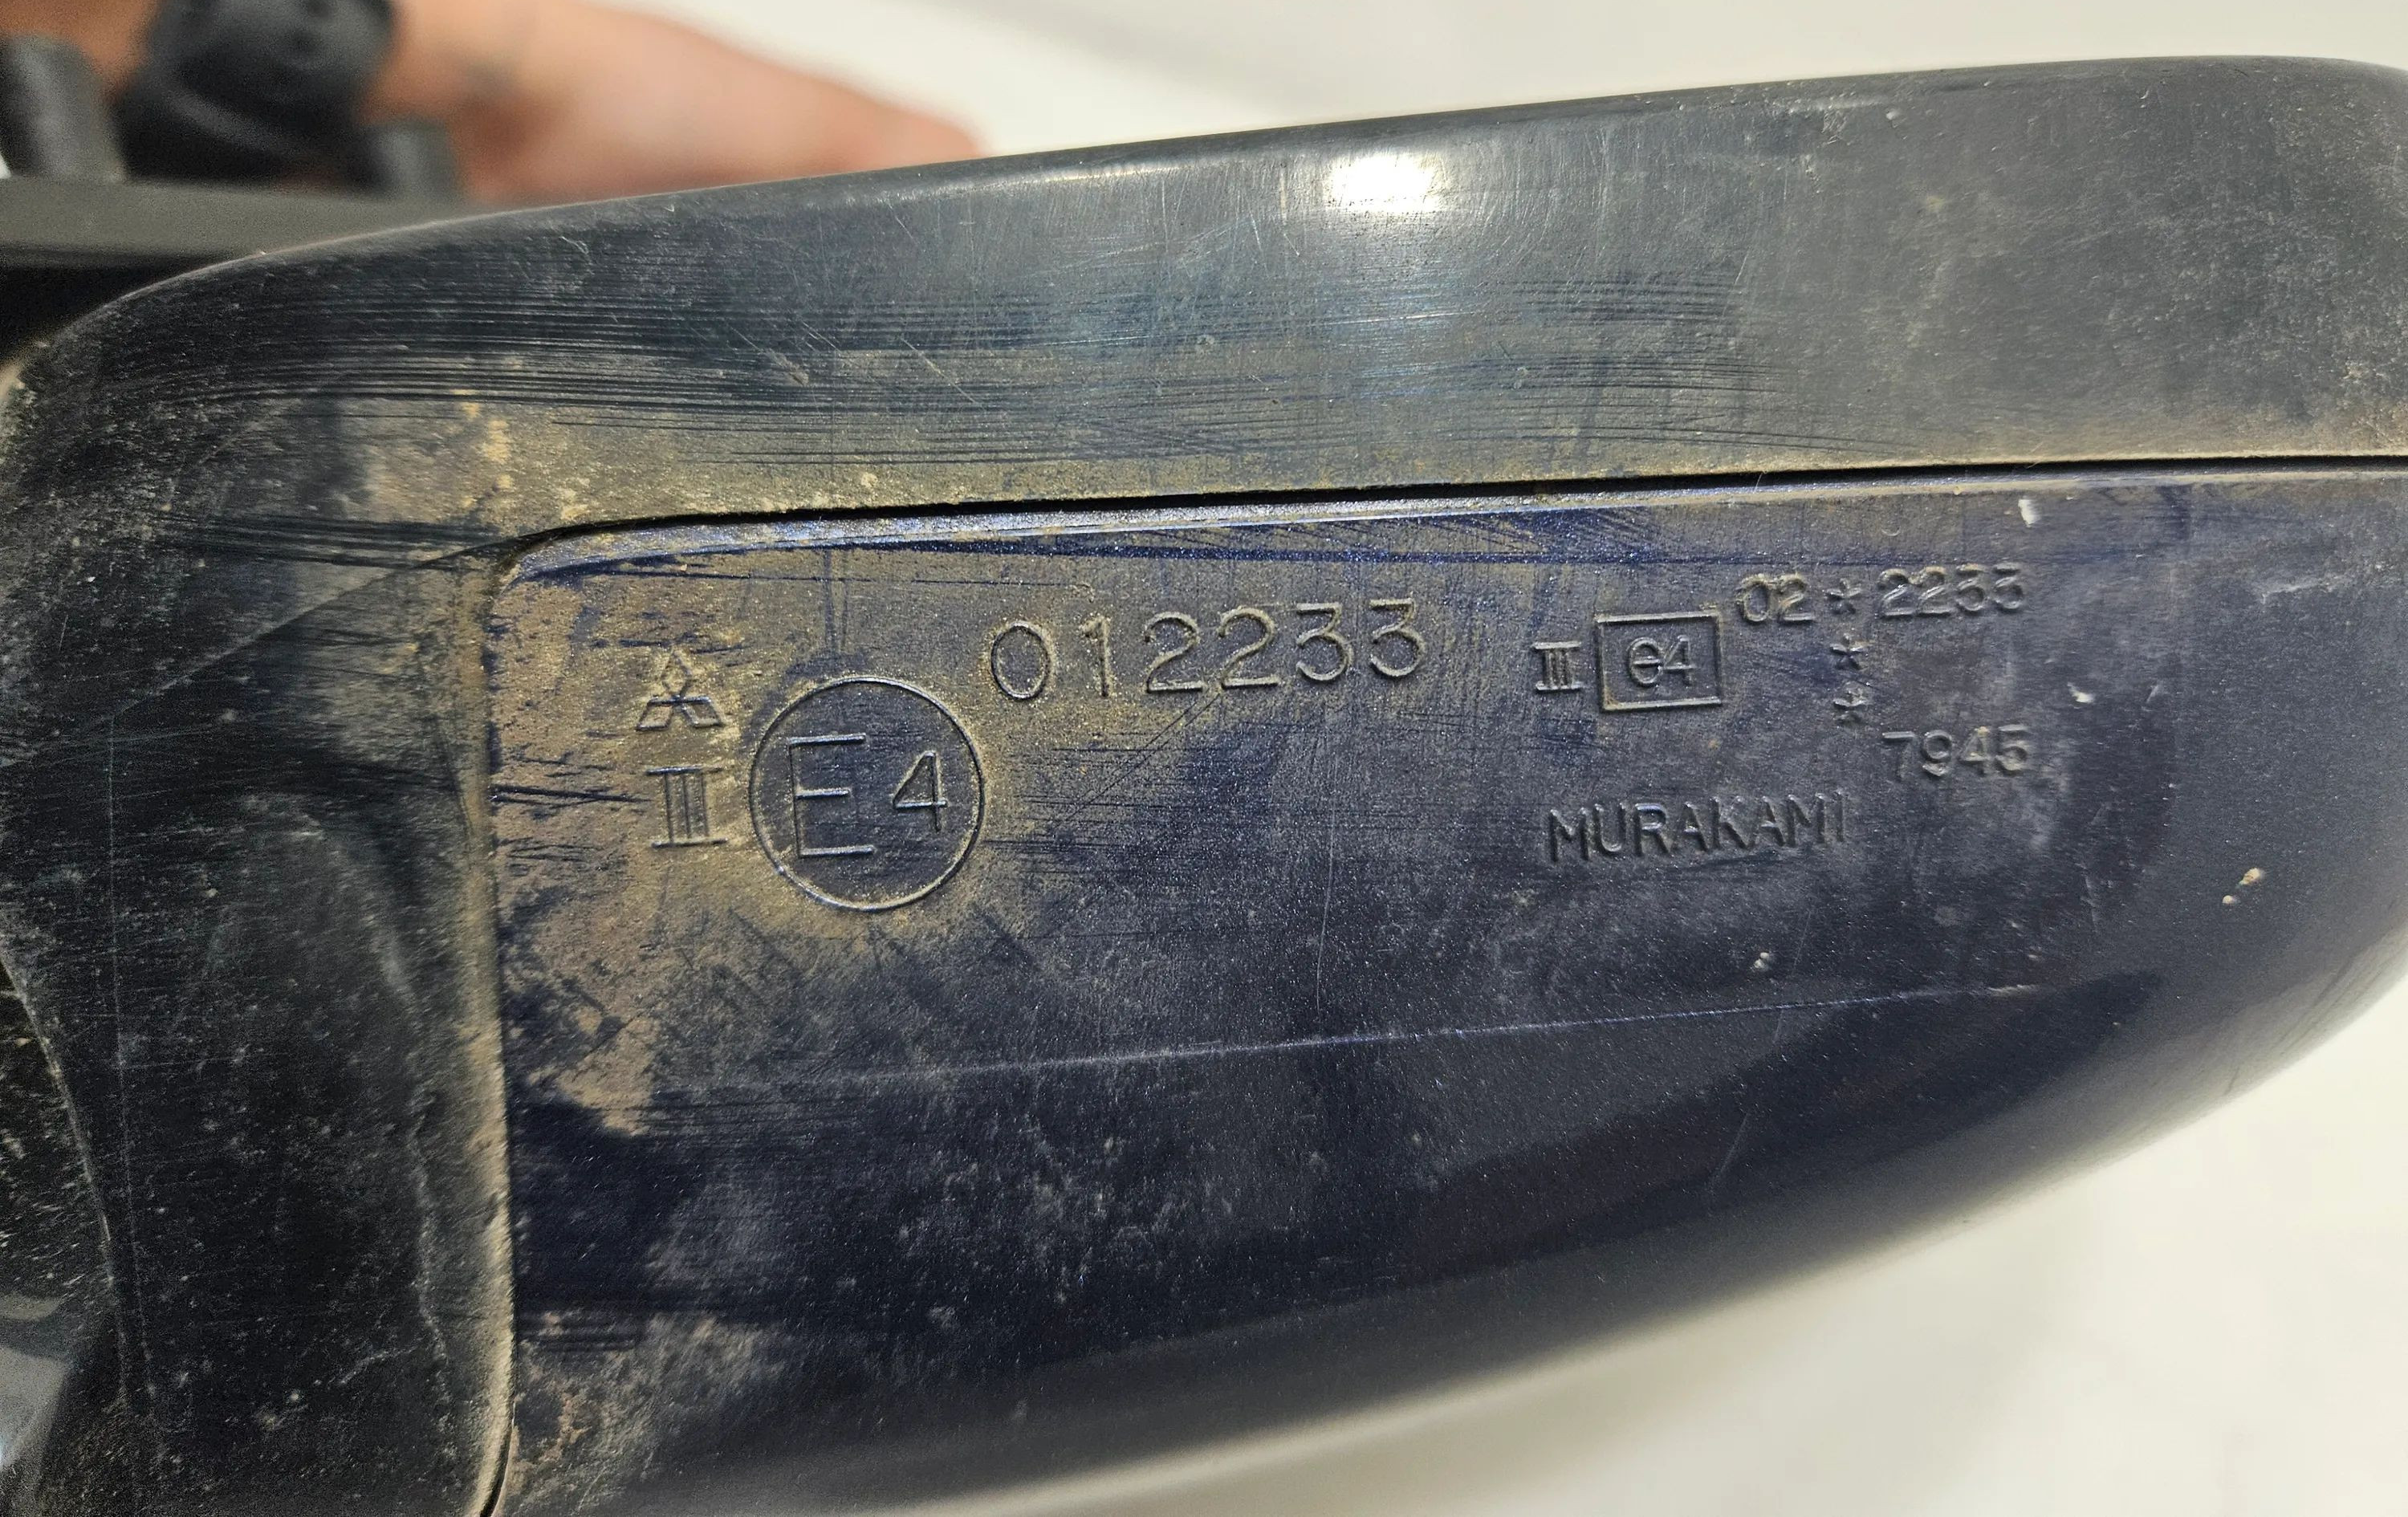 012233
III E4
III e4 02*2233
*
*
7945
MURAKAMI